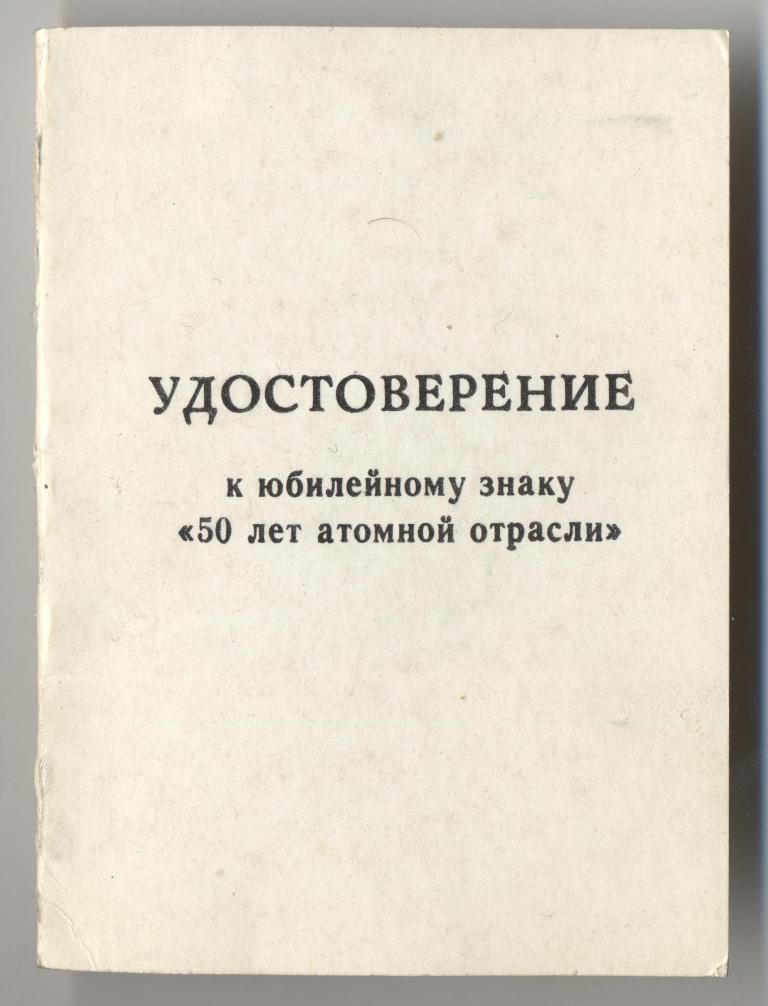 УДОСТОВЕРЕНИЕ
к юбилейному знаку
«50 лет атомной отрасли»